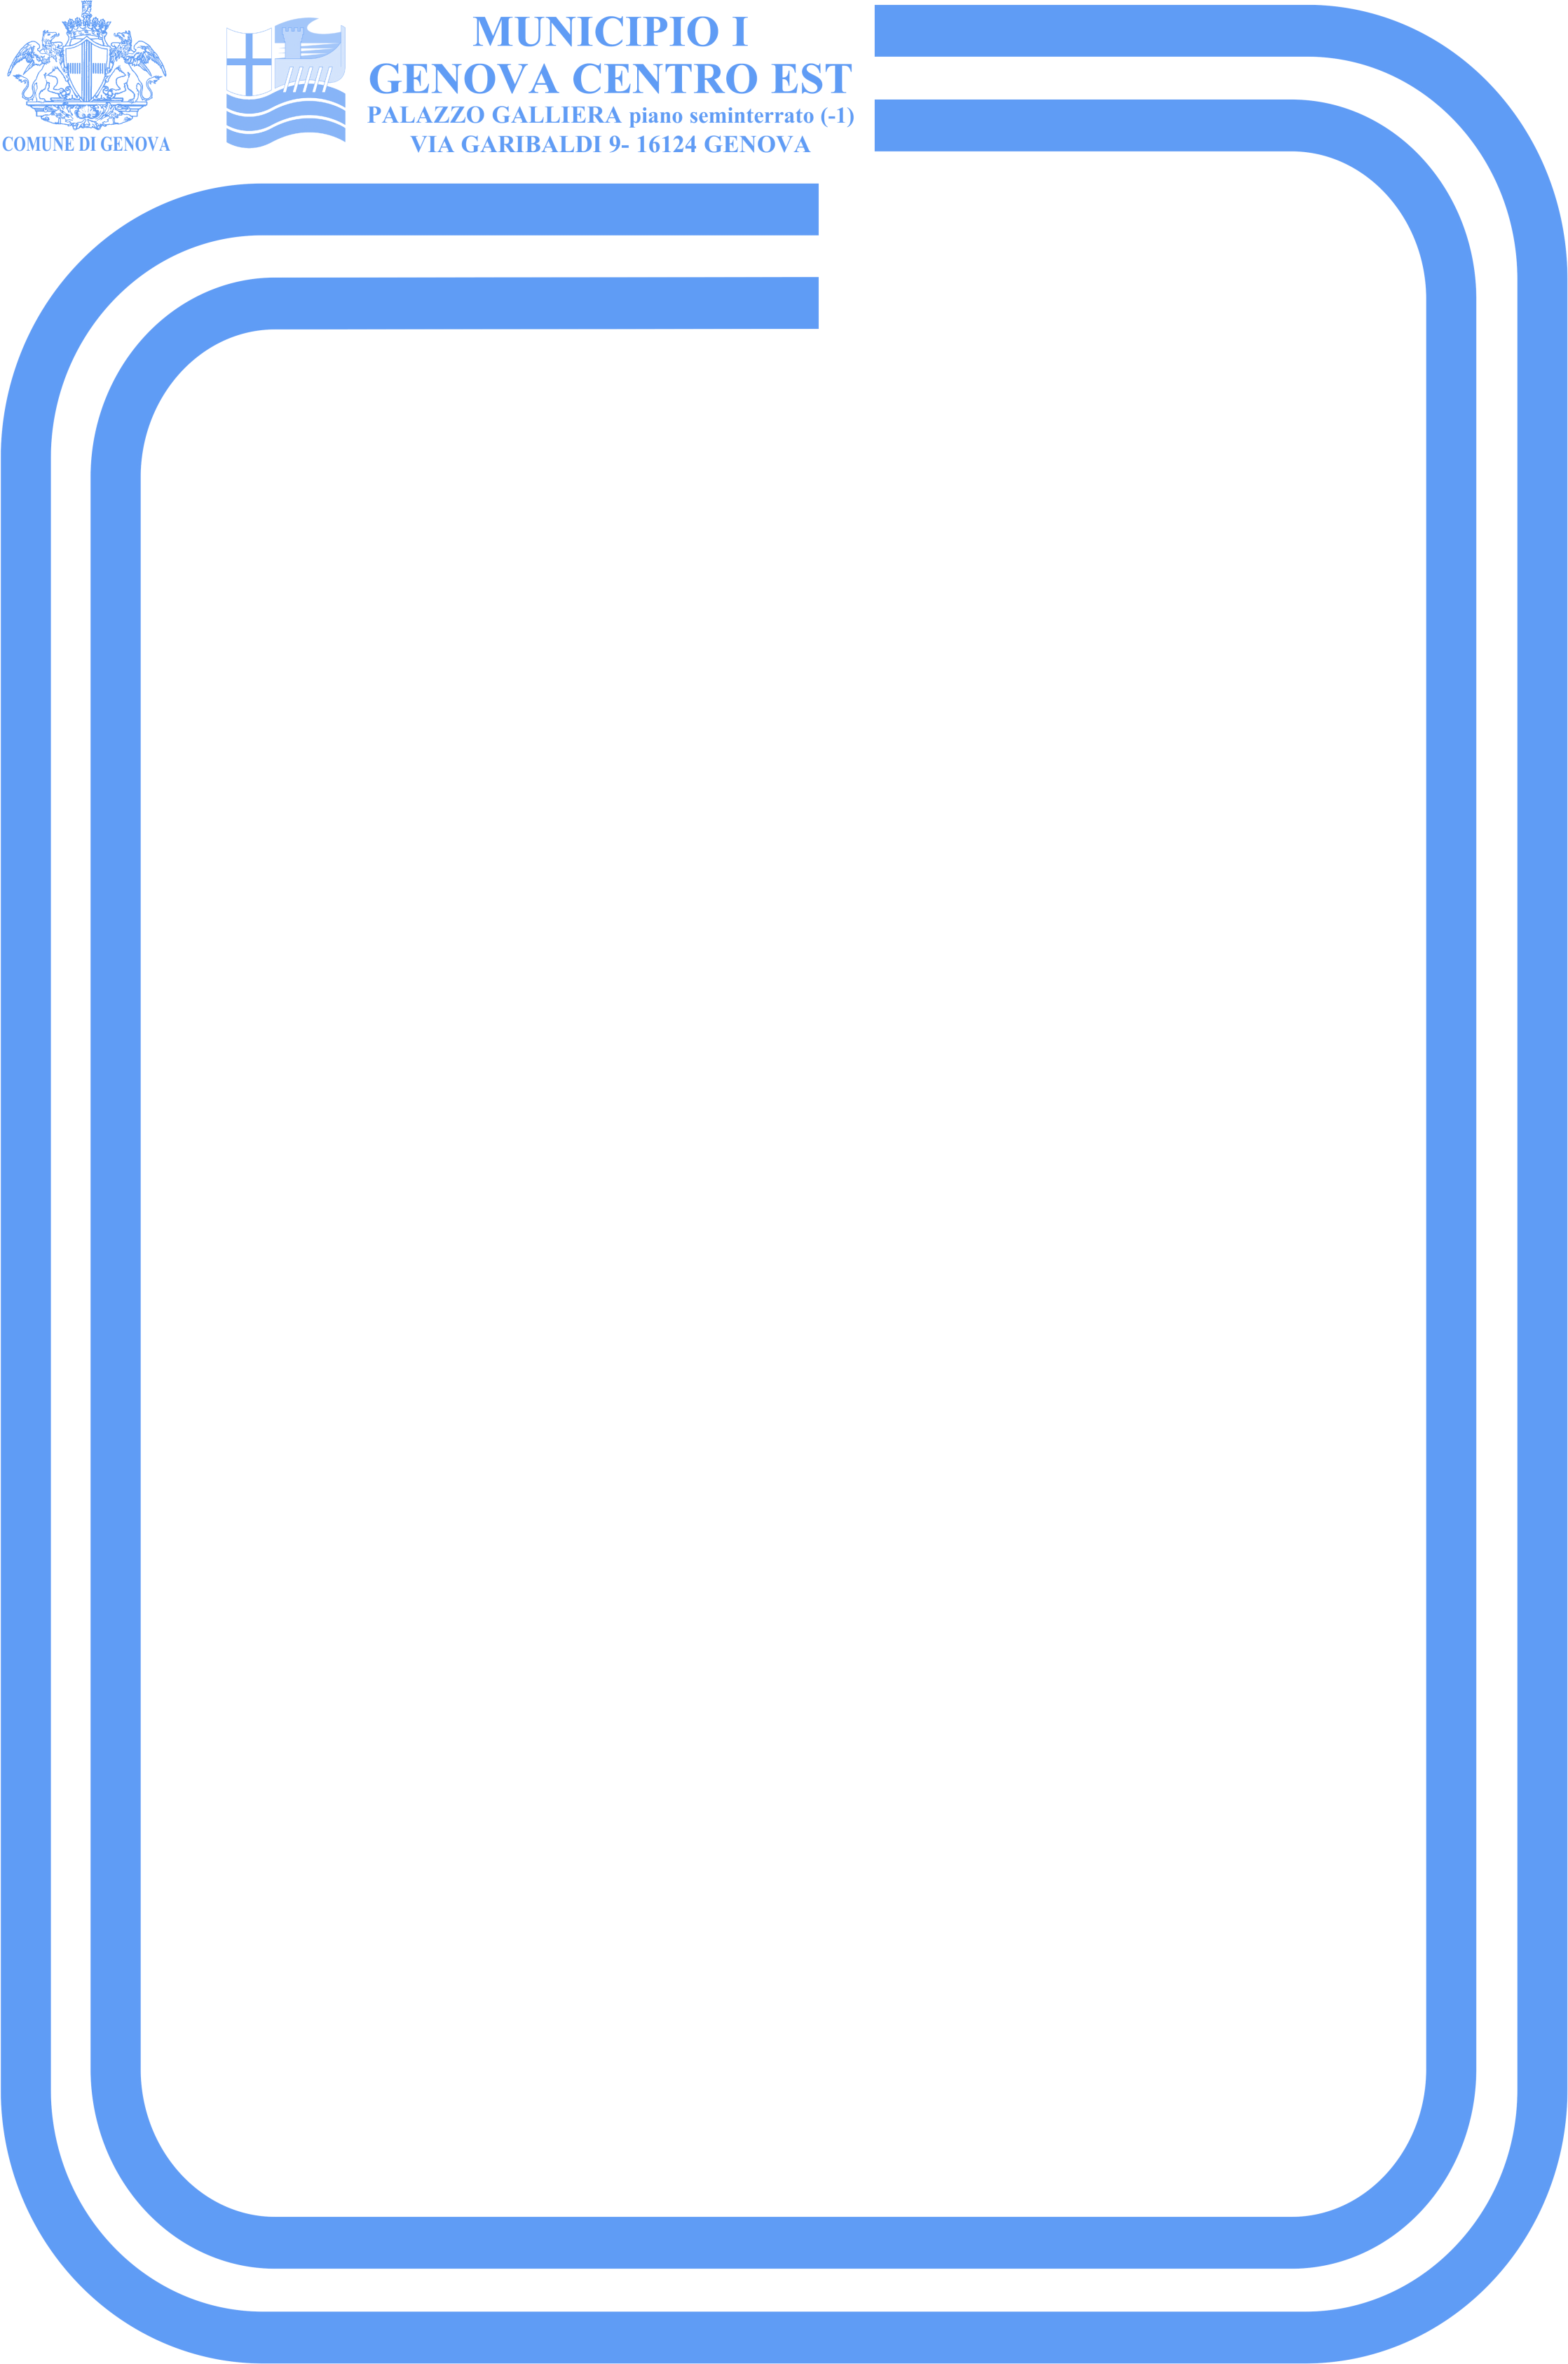 COMUNE DI GENOVA
MUNICIPIO I
GENOVA CENTRO EST
PALAZZO GALLIERA piano seminterrato (-1)
VIA GARIBALDI 9- 16124 GENOVA